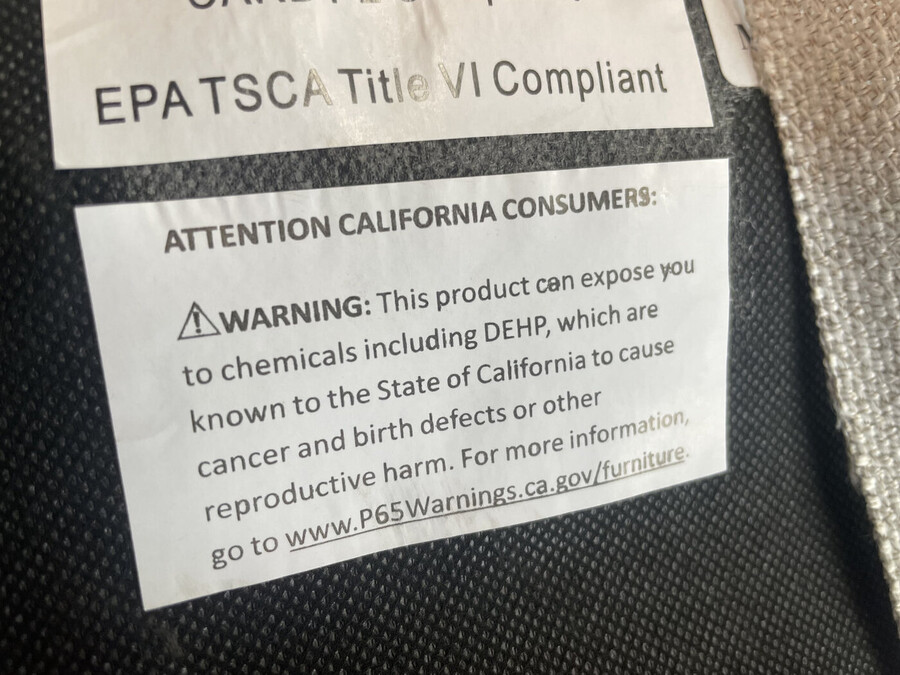 EPA TSCA Title VI Compliant
ATTENTION CALIFORNIA CONSUMERS:
⚠WARNING: This product can expose you
to chemicals including DEHP, which are
known to the State of California to cause
cancer and birth defects or other
reproductive harm. For more information,
go to www.P65Warnings.ca.gov/furniture.